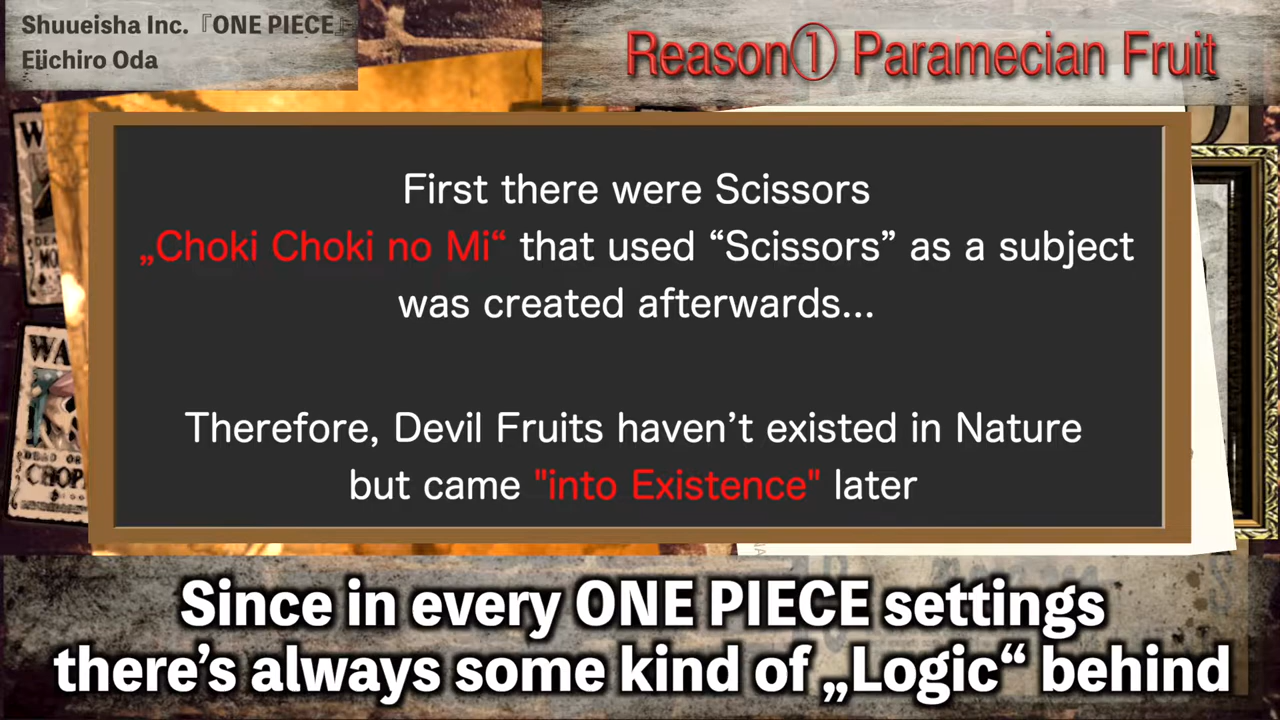 Shuueisha Inc.『ONE PIECE』
Eiichiro Oda
Reason① Paramecian Fruit
First there were Scissors
„Choki Choki no Mi“ that used “Scissors” as a subject
was created afterwards...
Therefore, Devil Fruits haven’t existed in Nature
but came "into Existence" later
CHOP
Since in every ONE PIECE settings
there’s always some kind of „Logic“ behind